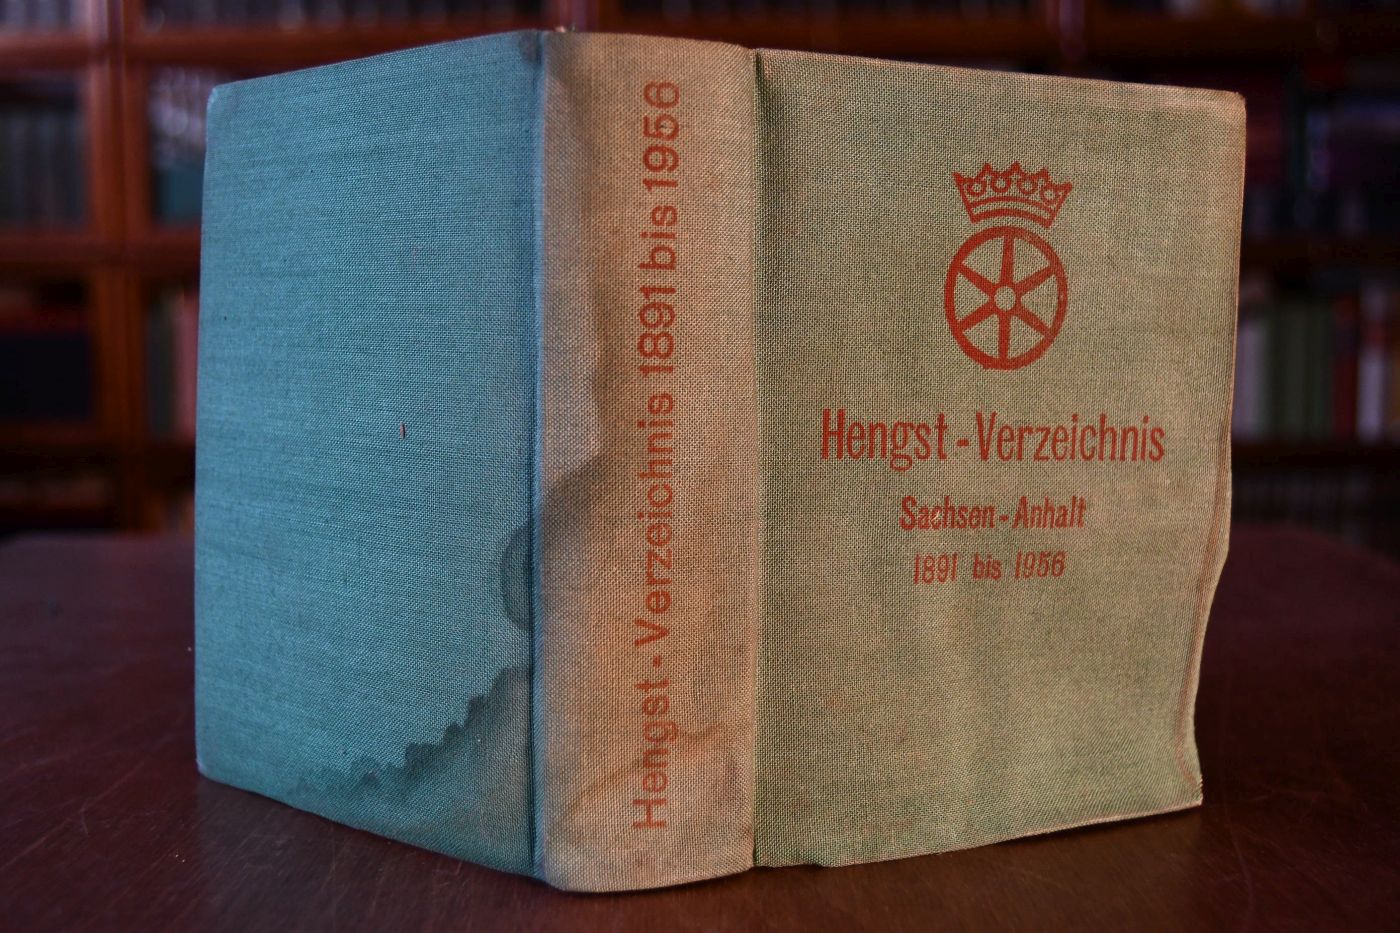 Hengst - Verzeichnis 1891 bis 1956
Hengst - Verzeichnis
Sachsen - Anhalt
1891 bis 1956